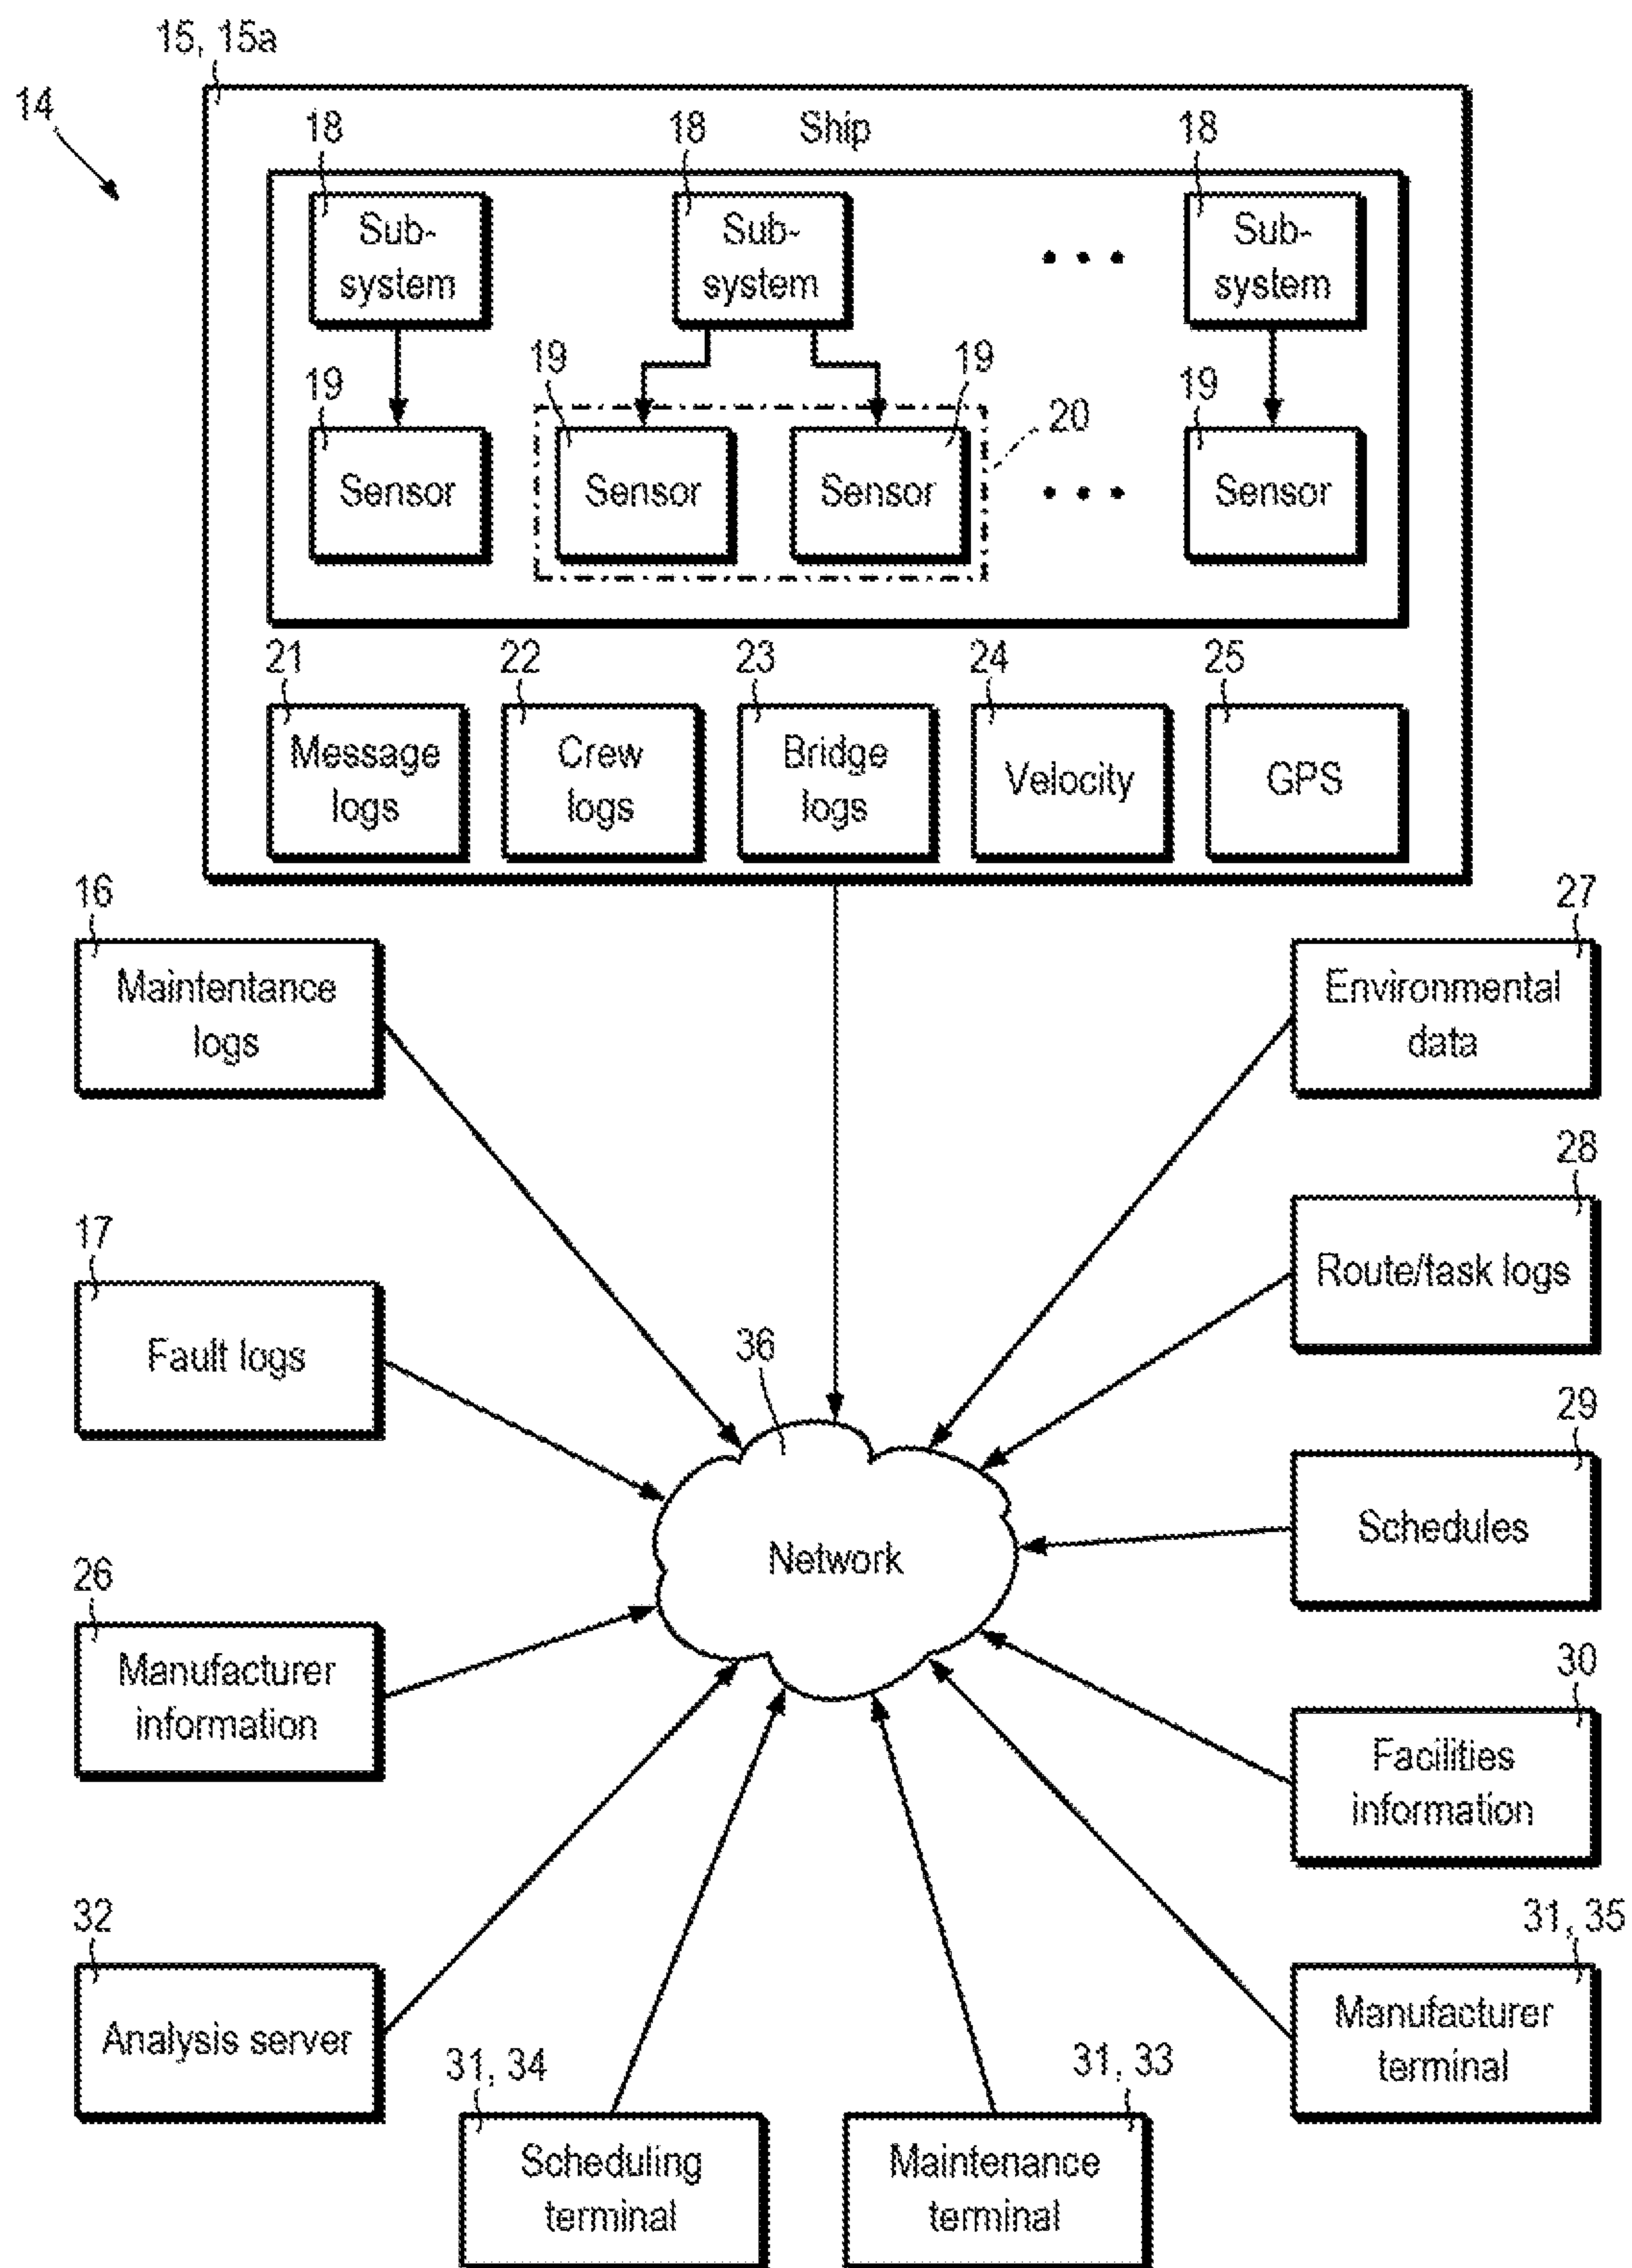 15, 15a
14
Ship
18
18
18
Sub-
system
Sub-
system
Sub-
system
19
19
19
20
19
Sensor
Sensor
Sensor
Sensor
21
22
23
24
25
Message
logs
Crew
logs
Bridge
logs
Velocity
GPS
16
27
Maintentance
logs
Environmental
data
28
17
Route/task logs
Fault logs
36
29
Network
Schedules
26
30
Manufacturer
information
Facilities
information
32
31, 35
Analysis server
Manufacturer
terminal
31, 34
31, 33
Scheduling
terminal
Maintenance
terminal